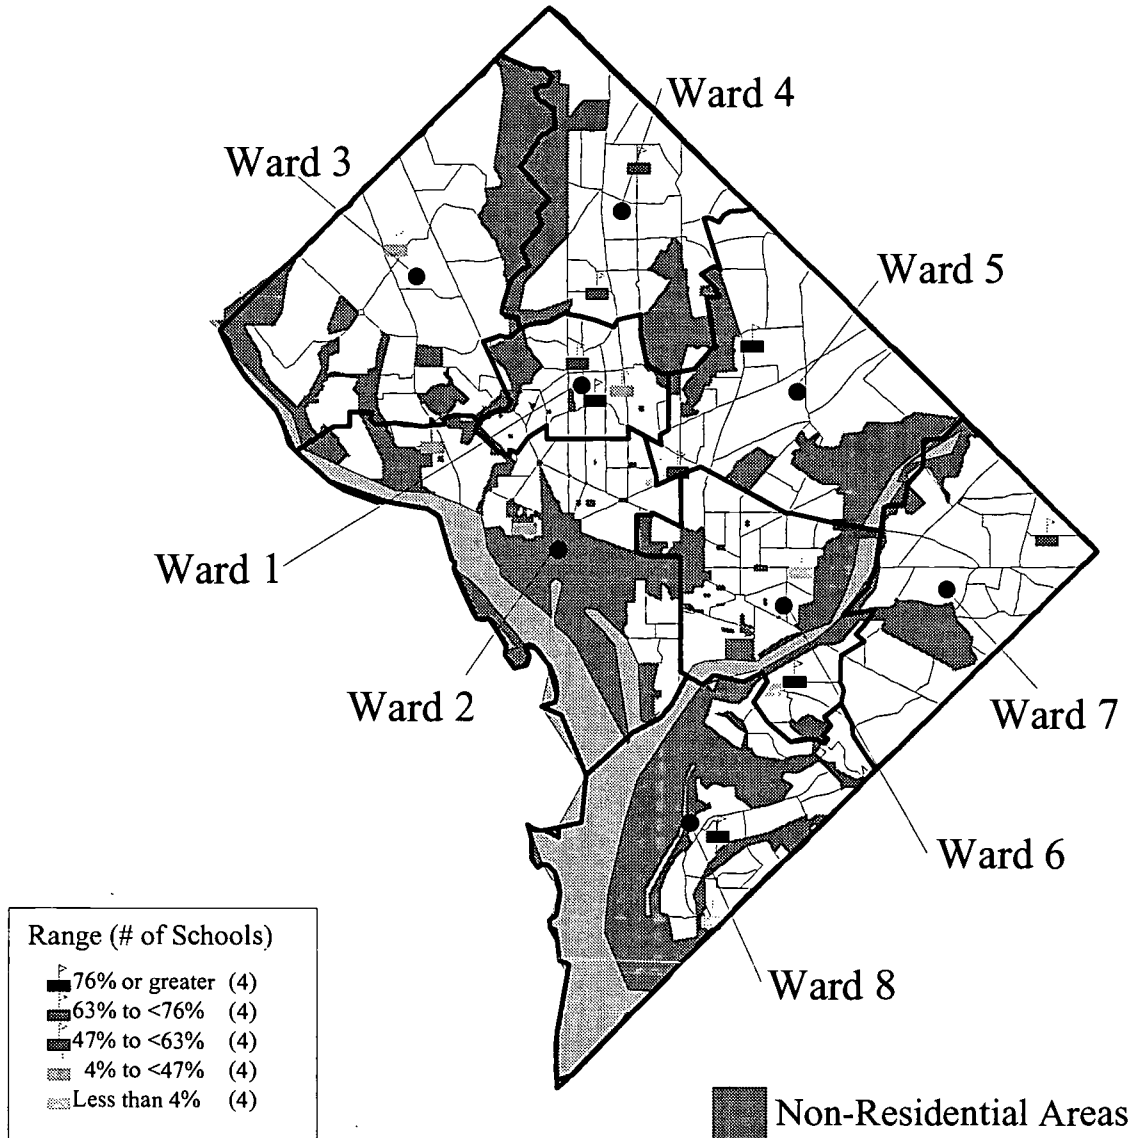 Ward 4
Ward 3
Ward 5
Ward 1
Ward 2
Ward 7
Ward 6
Ward 8
Range (# of Schools)
76% or greater (4)
63% to <76% (4)
47% to <63% (4)
4% to <47% (4)
Less than 4% (4)
Non-Residential Areas